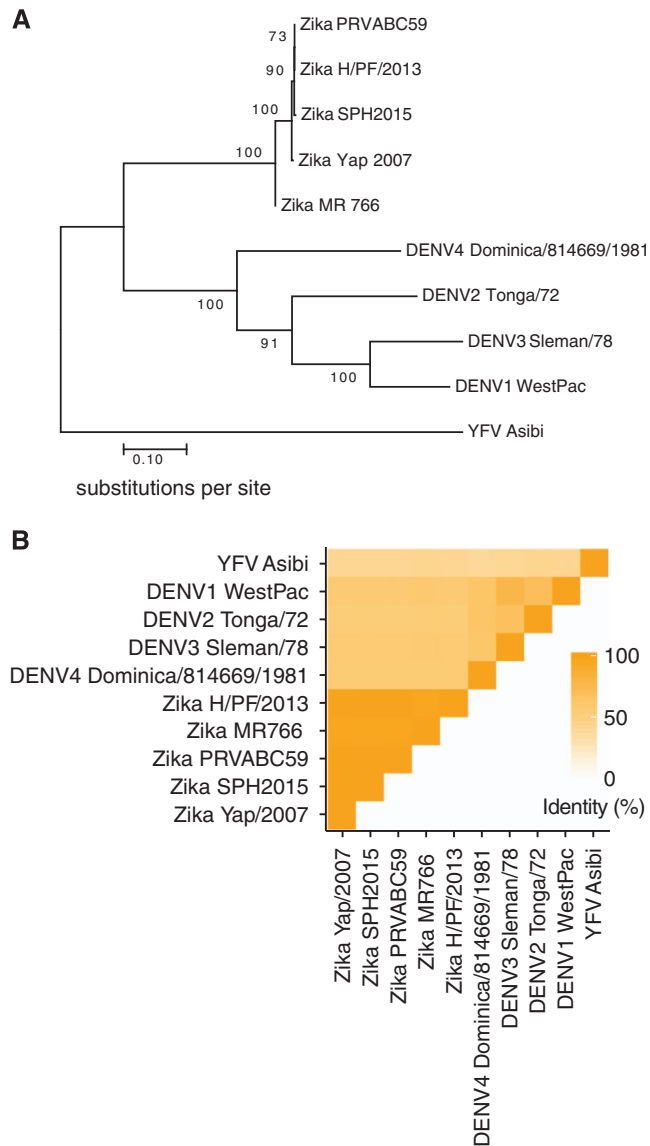 A
Zika PRVABC59
73
Zika H/PF/2013
90
Zika SPH2015
100
Zika Yap 2007
100
Zika MR 766
DENV4 Dominica/814669/1981
100
DENV2 Tonga/72
91
DENV3 Sleman/78
100
DENV1 WestPac
YFV Asibi
0.10
substitutions per site
B
YFV Asibi
DENV1 WestPac
DENV2 Tonga/72
DENV3 Sleman/78
DENV4 Dominica/814669/1981
Zika H/PF/2013
Zika MR766
Zika PRVABC59
Zika SPH2015
Zika Yap/2007
100
50
0
Identity (%)
Zika Yap/2007
Zika SPH2015
Zika PRVABC59
Zika MR766
Zika H/PF/2013
DENV4 Dominica/814669/1981
DENV3 Sleman/78
DENV2 Tonga/72
DENV1 WestPac
YFV Asibi